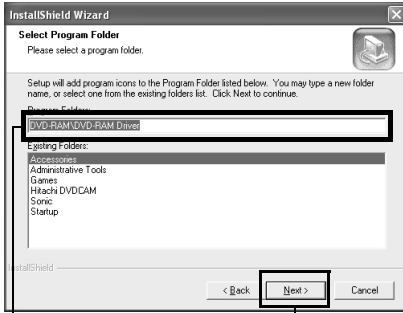 InstallShield Wizard
Select Program Folder
Please select a program folder.
Setup will add program icons to the Program Folder listed below. You may type a new folder
name, or select one from the existing folders list. Click Next to continue.
Program Folders:
DVD-RAM\DVD-RAM Driver
Existing Folders:
Accessories
Administrative Tools
Games
Hitachi DVDCAM
Sonic
Startup
InstallShield
< Back Next > Cancel